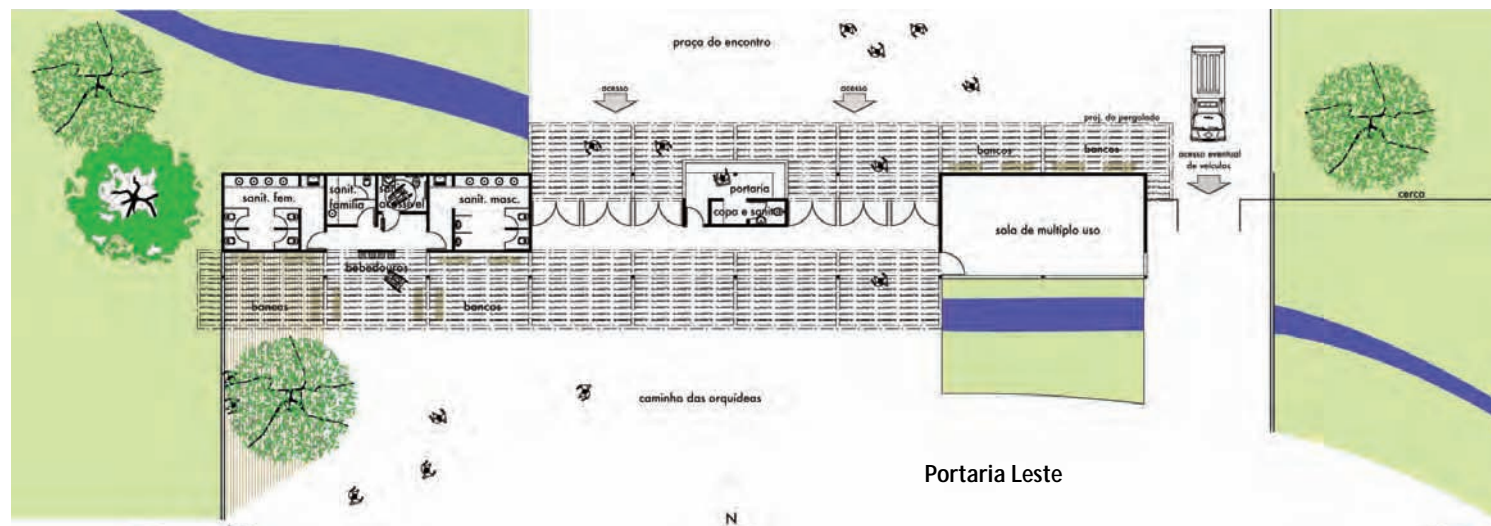 praça do encontro
acesso
acesso
proj. do pergolado
bancos
bancos
acesso eventual
de veículos
sanit. fem.
sanit.
família
sanit.
acessível
sanit. masc.
portaria
copa e sanit.
cerca
sala de multiplo uso
bebedouros
bancos
bancos
caminho das orquídeas
Portaria Leste
N